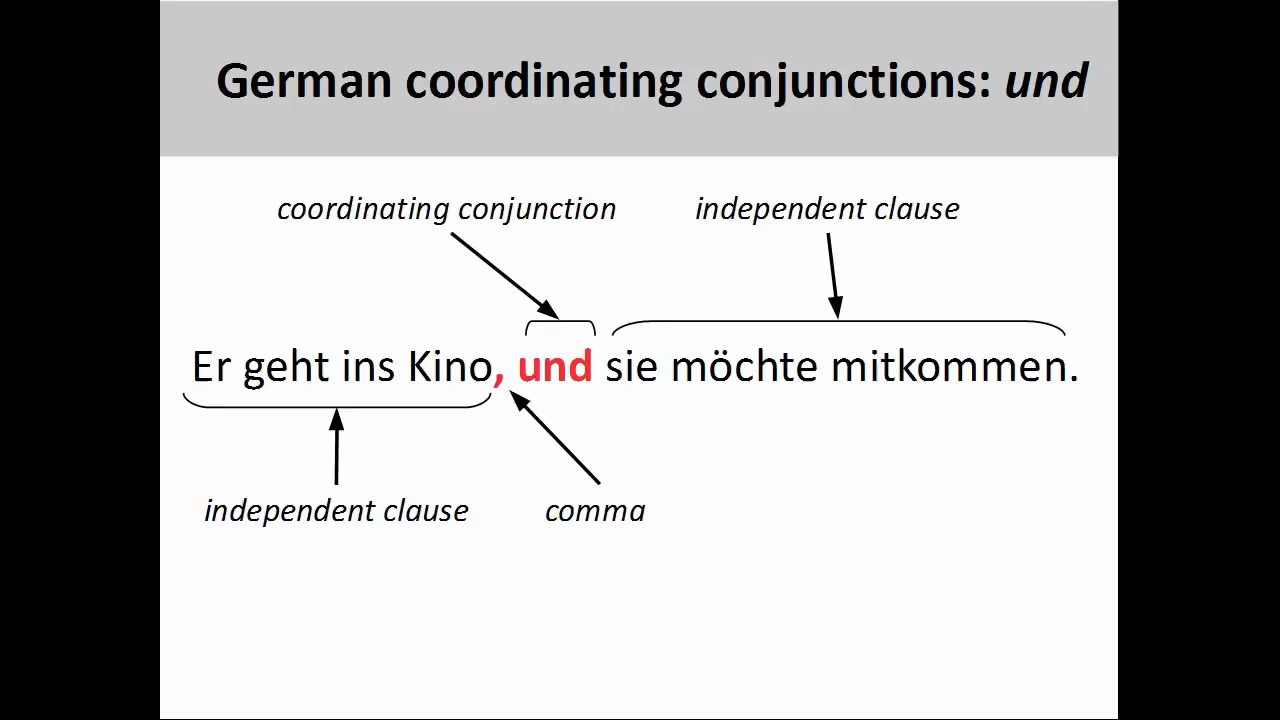 German coordinating conjunctions: und
coordinating conjunction
independent clause
Er geht ins Kino, und sie möchte mitkommen.
independent clause
comma